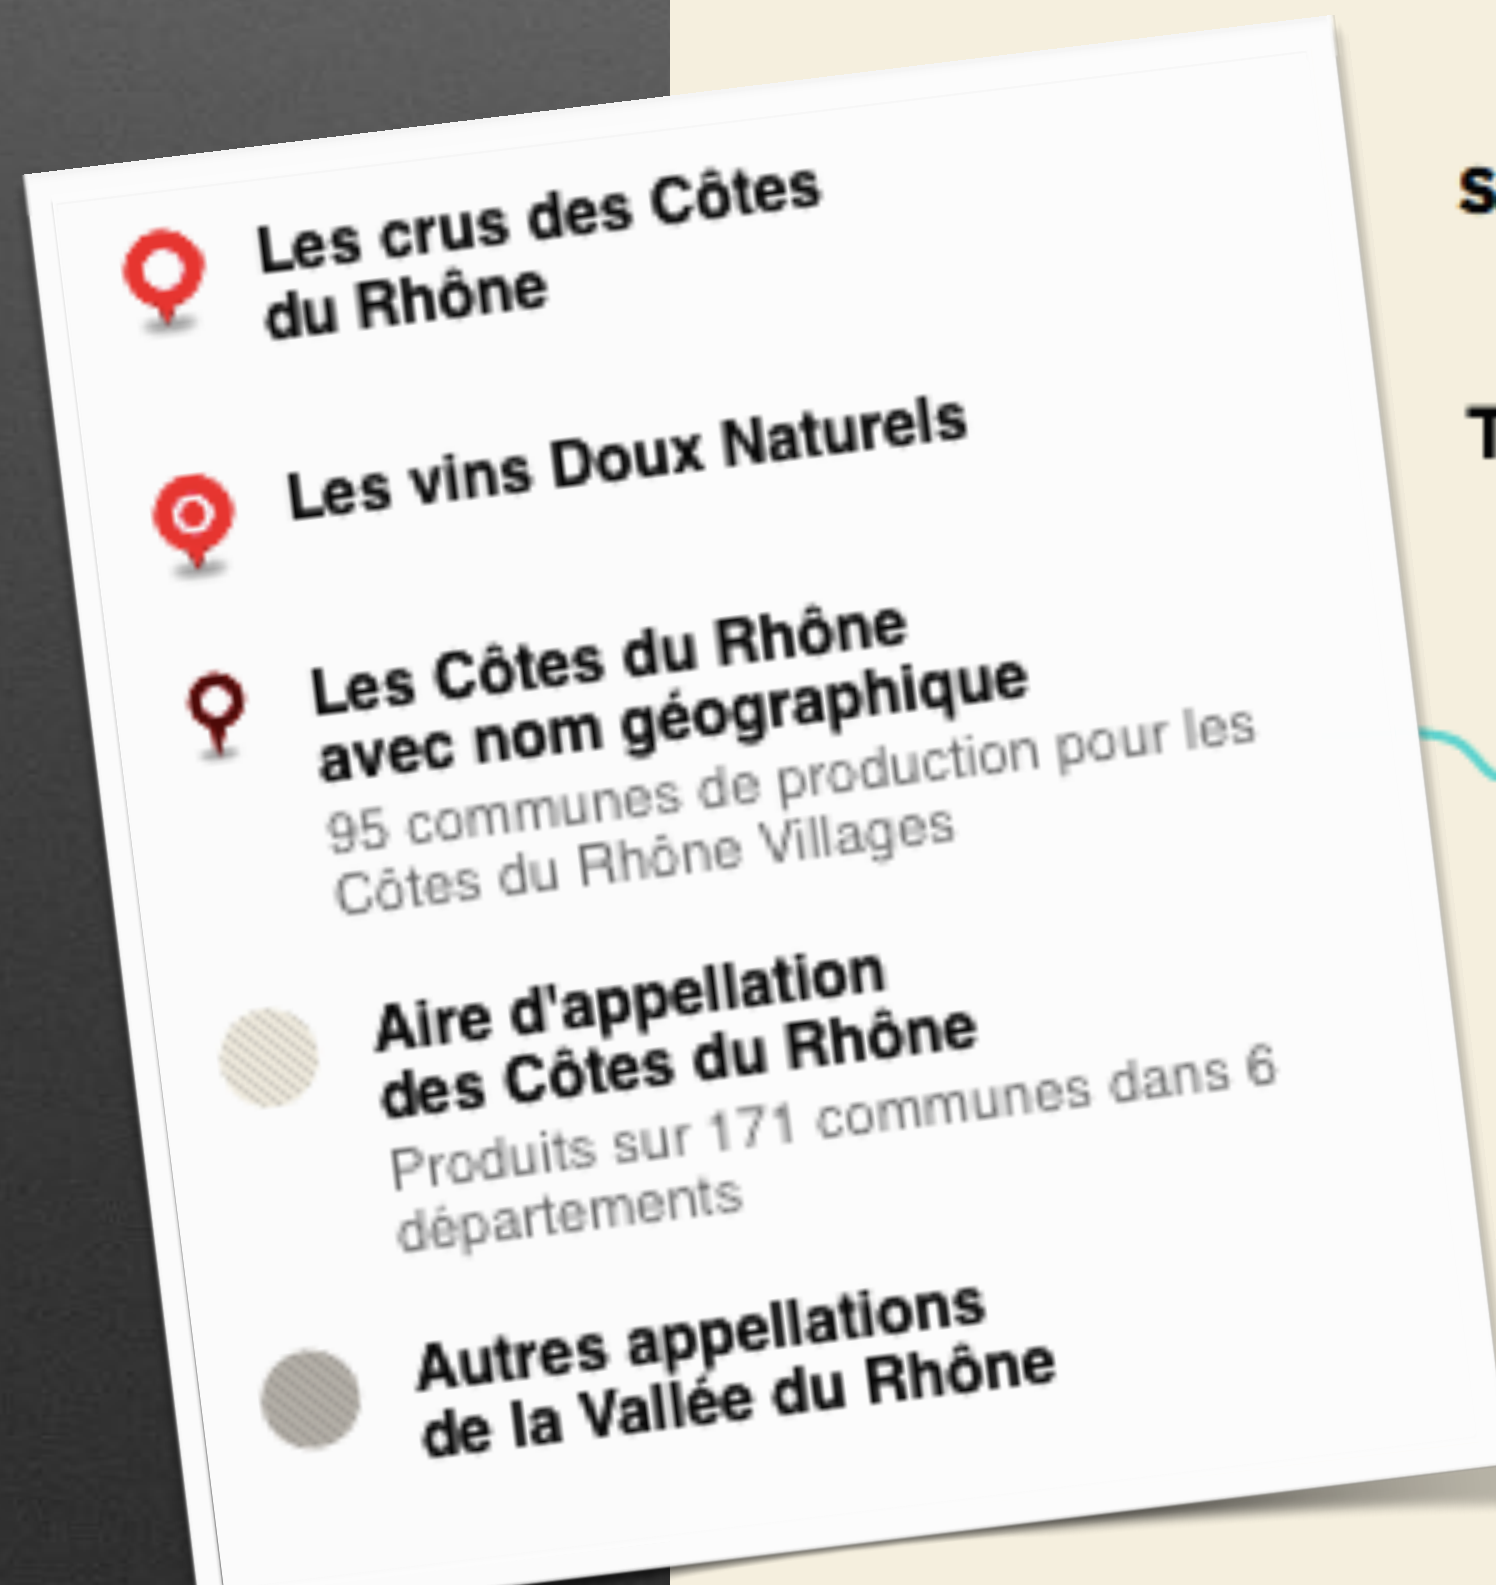 Les crus des Côtes
du Rhône
Les vins Doux Naturels
Les Côtes du Rhône
avec nom géographique
95 communes de production pour les
Côtes du Rhône Villages
Aire d'appellation
des Côtes du Rhône
Produits sur 171 communes dans 6
départements
Autres appellations
de la Vallée du Rhône
S
T